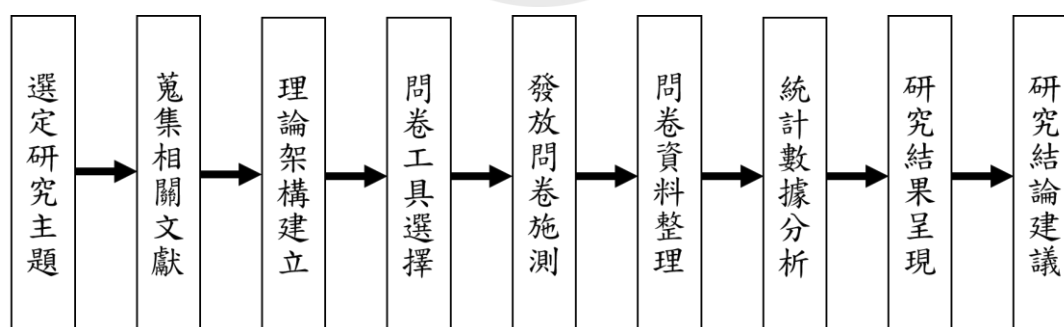 選定研究主題
蒐集相關文獻
理論架構建立
問卷工具選擇
發放問卷施測
問卷資料整理
統計數據分析
研究結果呈現
研究結論建議